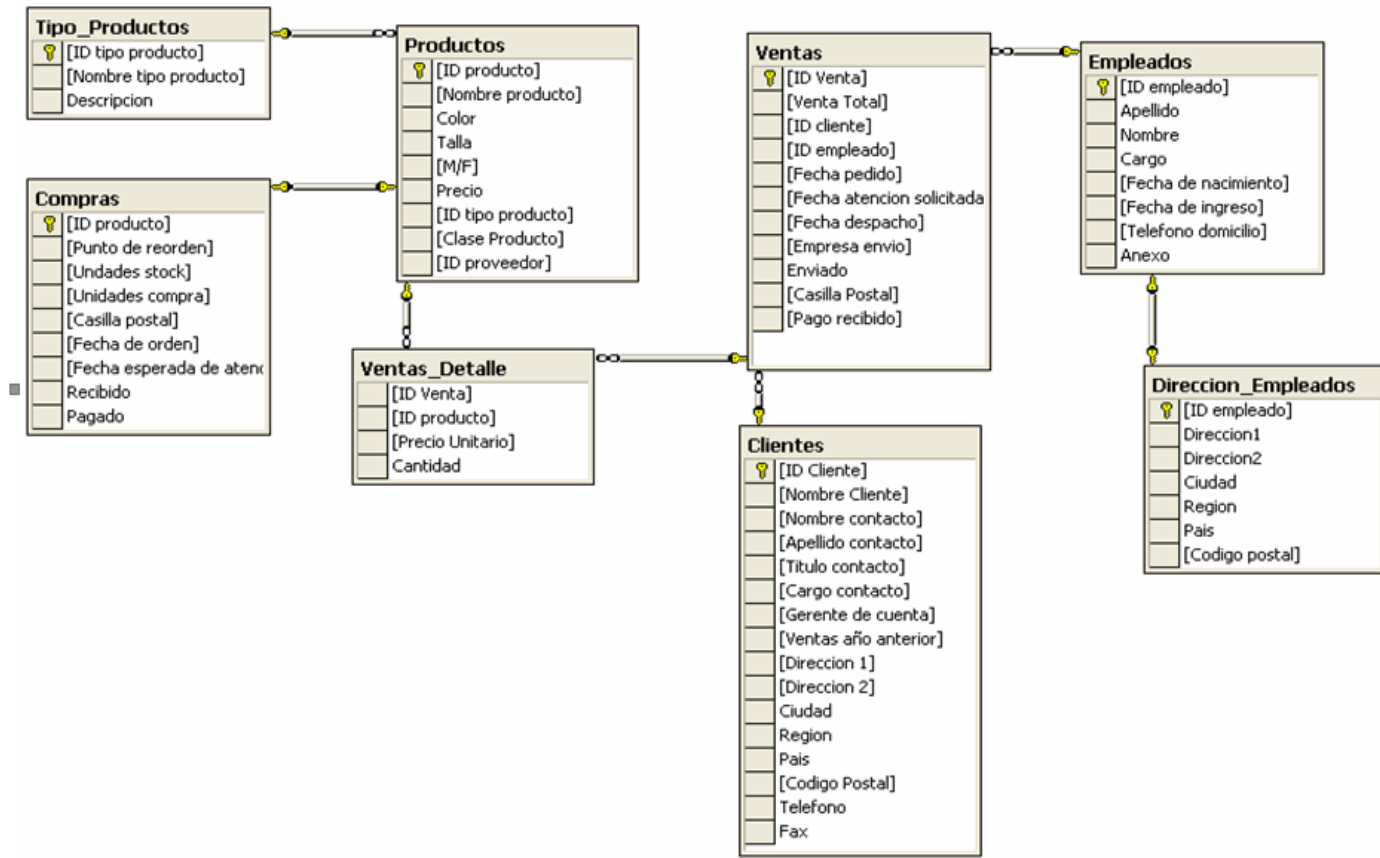 Tipo_Productos
[ID tipo producto]
[Nombre tipo producto]
Descripcion
Productos
[ID producto]
[Nombre producto]
Color
Talla
[M/F]
Precio
[ID tipo producto]
[Clase Producto]
[ID proveedor]
Ventas
[ID Venta]
[Venta Total]
[ID cliente]
[ID empleado]
[Fecha pedido]
[Fecha atencion solicitada
[Fecha despacho]
[Empresa envio]
Enviado
[Casilla Postal]
[Pago recibido]
Empleados
[ID empleado]
Apellido
Nombre
Cargo
[Fecha de nacimiento]
[Fecha de ingreso]
[Telefono domicilio]
Anexo
Compras
[ID producto]
[Punto de reorden]
[Undades stock]
[Unidades compra]
[Casilla postal]
[Fecha de orden]
[Fecha esperada de atenc
Recibido
Pagado
Ventas_Detalle
[ID Venta]
[ID producto]
[Precio Unitario]
Cantidad
Direccion_Empleados
[ID empleado]
Direccion1
Direccion2
Ciudad
Region
Pais
[Codigo postal]
Clientes
[ID Cliente]
[Nombre Cliente]
[Nombre contacto]
[Apellido contacto]
[Titulo contacto]
[Cargo contacto]
[Gerente de cuenta]
[Ventas año anterior]
[Direccion 1]
[Direccion 2]
Ciudad
Region
Pais
[Codigo Postal]
Telefono
Fax